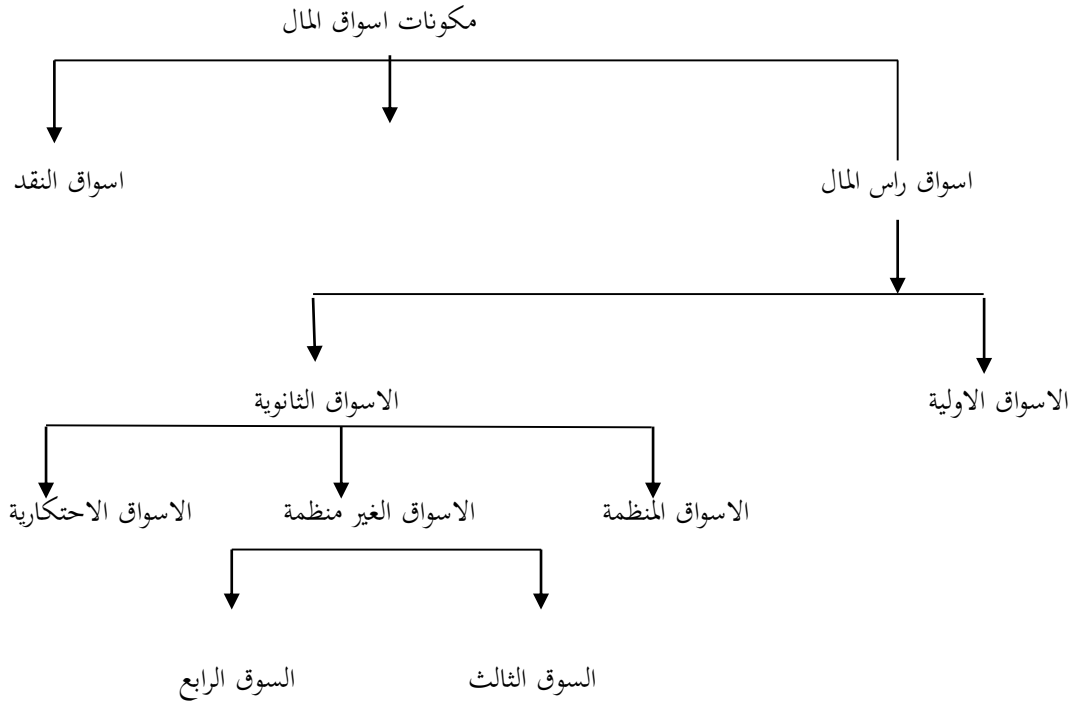 مكونات اسواق المال
اسواق راس المال
اسواق النقد
الاسواق الاولية
الاسواق الثانوية
الاسواق المنظمة
الاسواق الغير منظمة
الاسواق الاحتكارية
السوق الثالث
السوق الرابع